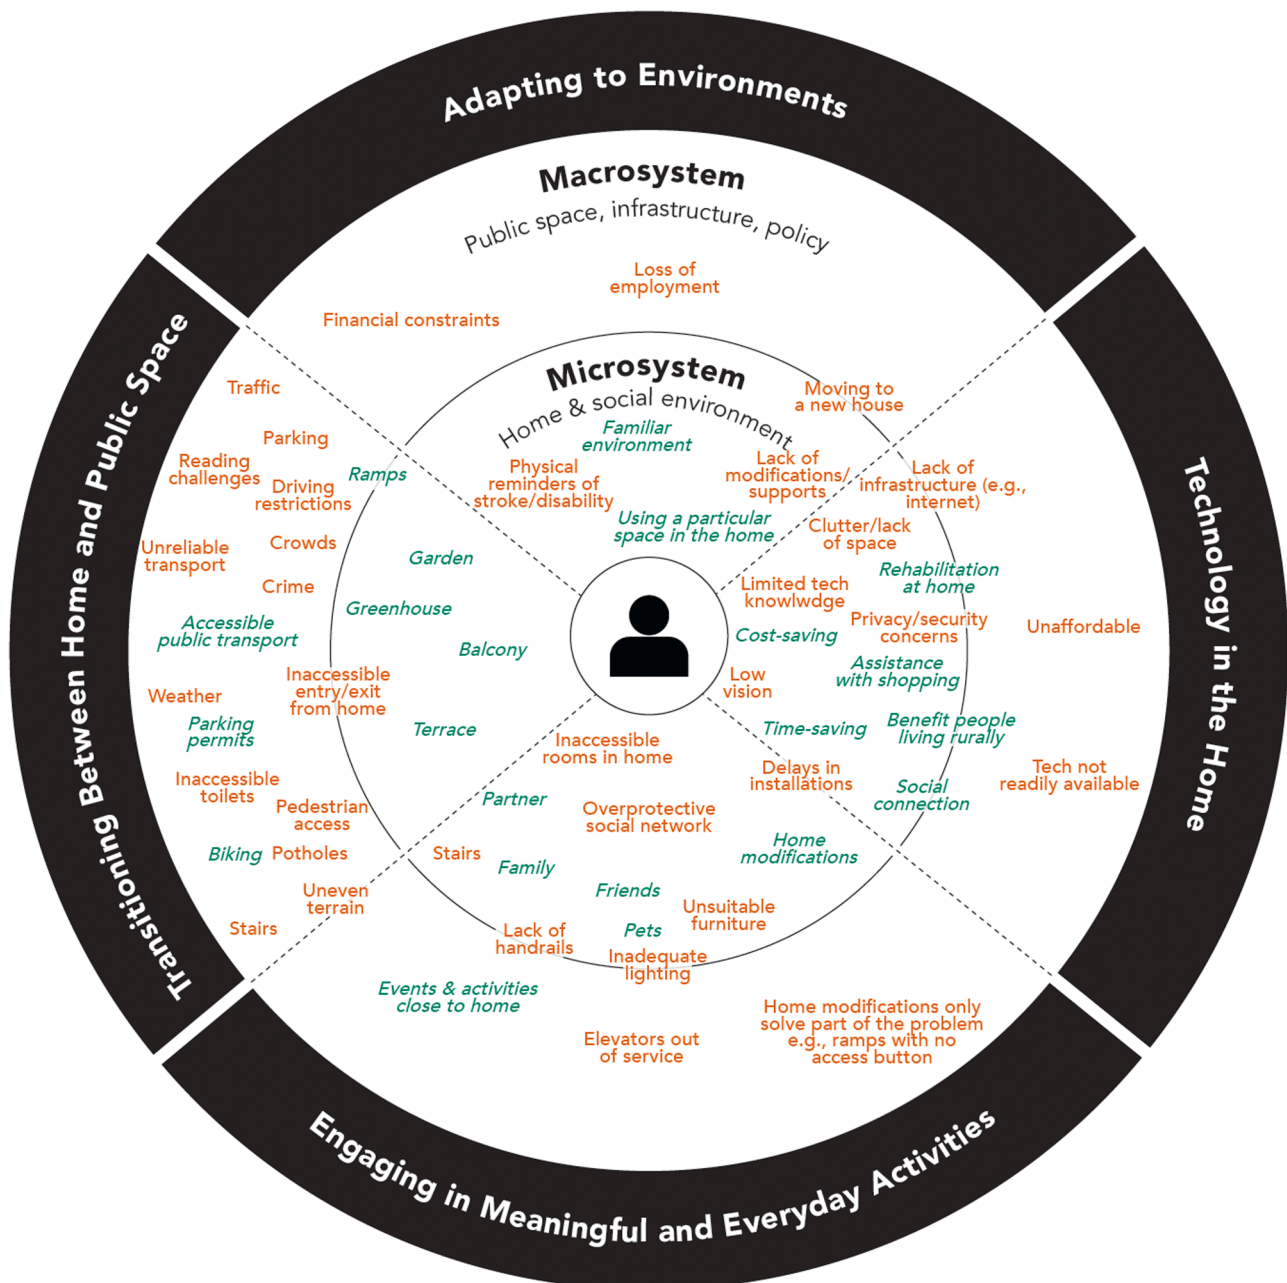 Adapting to Environments
Macrosystem
Public space, infrastructure, policy
Loss of
employment
Financial constraints
Microsystem
Home & social environment
Familiar
environment
Moving to
a new house
Physical
reminders of
stroke/disability
Lack of
modifications/
supports
Using a particular
space in the home
Technology in the Home
Lack of
infrastructure (e.g.,
internet)
Clutter/lack
of space
Rehabilitation
at home
Limited tech
knowlwdge
Privacy/security
concerns
Unaffordable
Cost-saving
Assistance
with shopping
Low
vision
Time-saving
Benefit people
living rurally
Delays in
installations
Social
connection
Tech not
readily available
Engaging in Meaningful and Everyday Activities
Inaccessible
rooms in home
Partner
Overprotective
social network
Stairs
Family
Home
modifications
Friends
Unsuitable
furniture
Pets
Lack of
handrails
Inadequate
lighting
Events & activities
close to home
Elevators out
of service
Home modifications only
solve part of the problem
e.g., ramps with no
access button
Transitioning Between Home and Public Space
Traffic
Parking
Reading
challenges
Ramps
Driving
restrictions
Unreliable
transport
Crowds
Garden
Crime
Greenhouse
Accessible
public transport
Balcony
Weather
Inaccessible
entry/exit
from home
Parking
permits
Terrace
Inaccessible
toilets
Pedestrian
access
Biking
Potholes
Uneven
terrain
Stairs